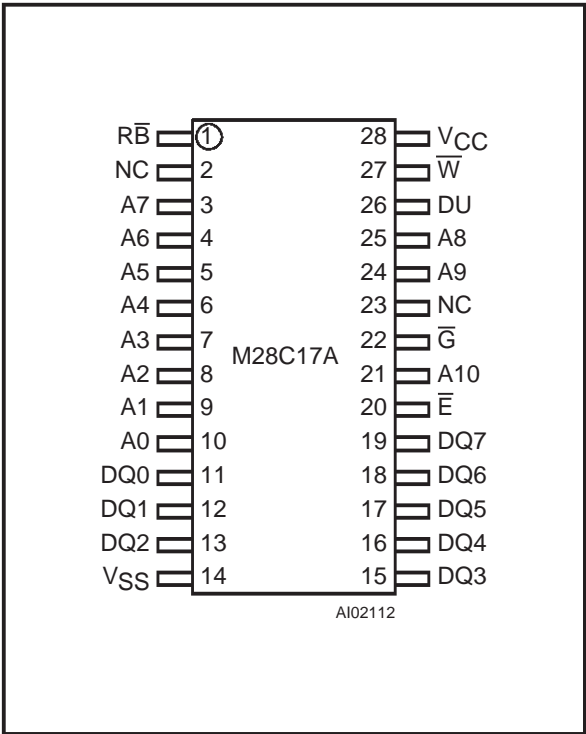 RB̅ 1 28 VCC
NC 2 27 W̅
A7 3 26 DU
A6 4 25 A8
A5 5 24 A9
A4 6 23 NC
A3 7 22 G̅
M28C17A
A2 8 21 A10
A1 9 20 E̅
A0 10 19 DQ7
DQ0 11 18 DQ6
DQ1 12 17 DQ5
DQ2 13 16 DQ4
VSS 14 15 DQ3
AI02112